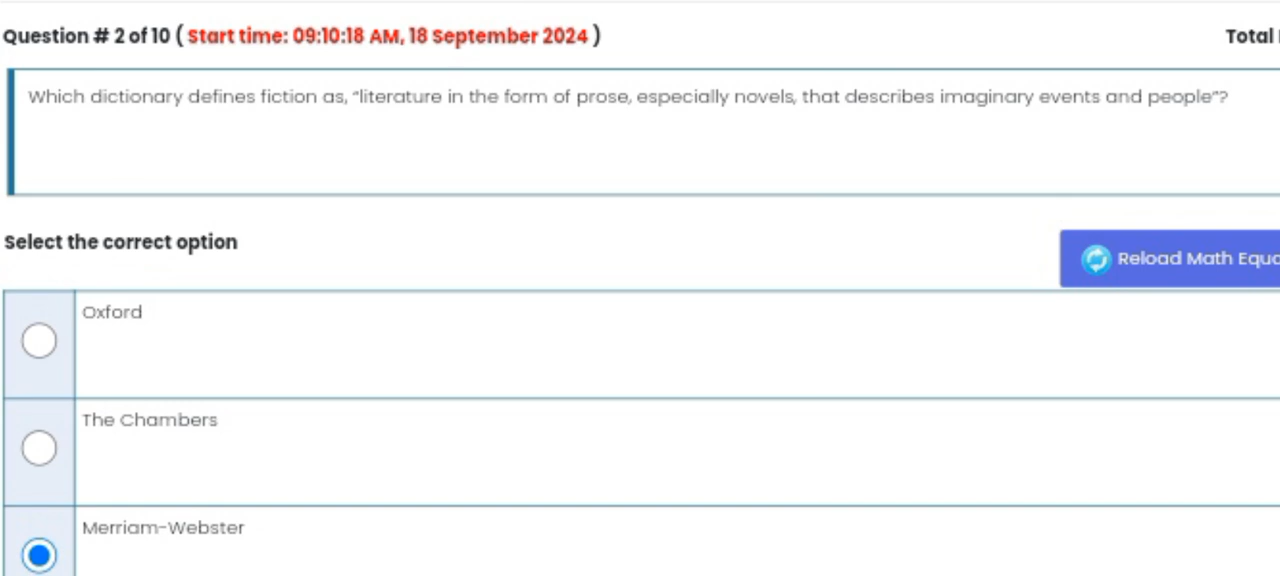 Question # 2 of 10 ( Start time: 09:10:18 AM, 18 September 2024 )
Total
Which dictionary defines fiction as, “literature in the form of prose, especially novels, that describes imaginary events and people”?
Select the correct option
Reload Math
Oxford
The Chambers
Merriam-Webster